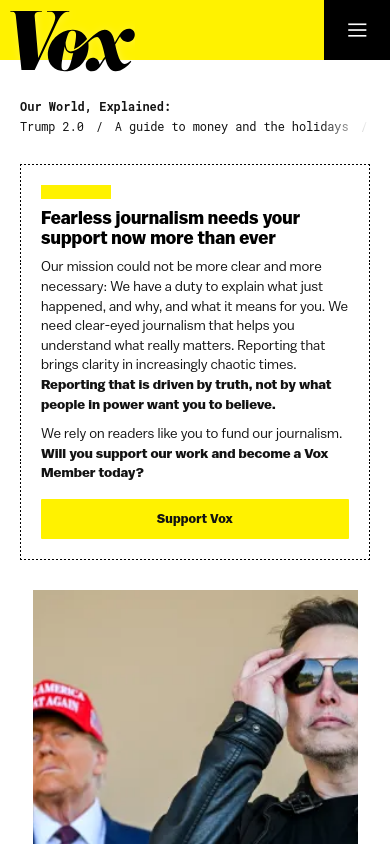 Vox
Our World, Explained:
Trump 2.0 / A guide to money and the holidays /
Fearless journalism needs your
support now more than ever
Our mission could not be more clear and more
necessary: We have a duty to explain what just
happened, and why, and what it means for you. We
need clear-eyed journalism that helps you
understand what really matters. Reporting that
brings clarity in increasingly chaotic times.
Reporting that is driven by truth, not by what
people in power want you to believe.
We rely on readers like you to fund our journalism.
Will you support our work and become a Vox
Member today?
Support Vox
AMERICA
AT AGAIN